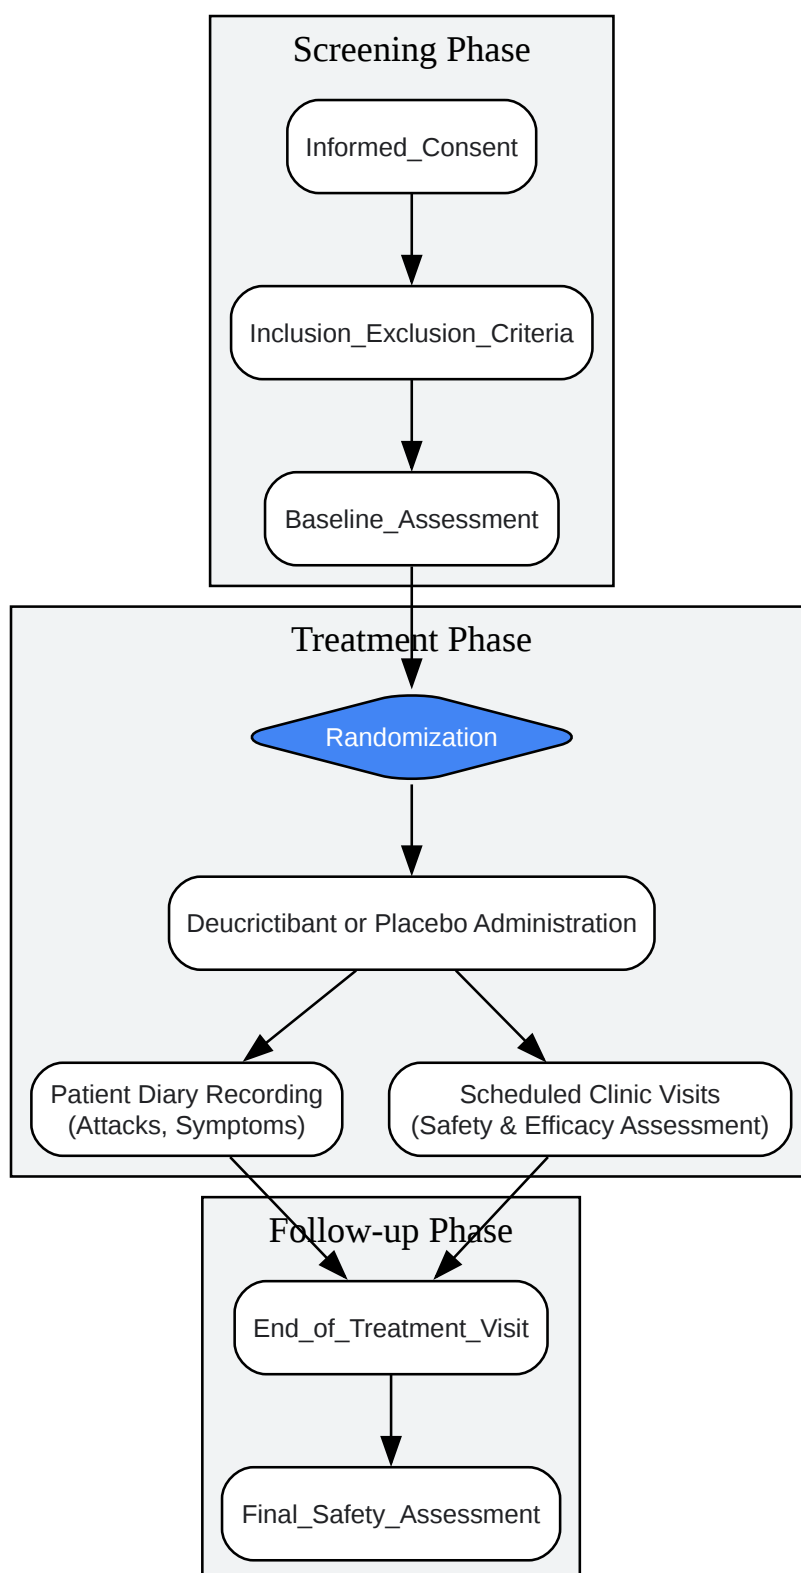 Screening Phase
Informed_Consent
Inclusion_Exclusion_Criteria
Baseline_Assessment
Treatment Phase
Randomization
Deucrictibant or Placebo Administration
Patient Diary Recording
(Attacks, Symptoms)
Scheduled Clinic Visits
(Safety & Efficacy Assessment)
Follow-up Phase
End_of_Treatment_Visit
Final_Safety_Assessment